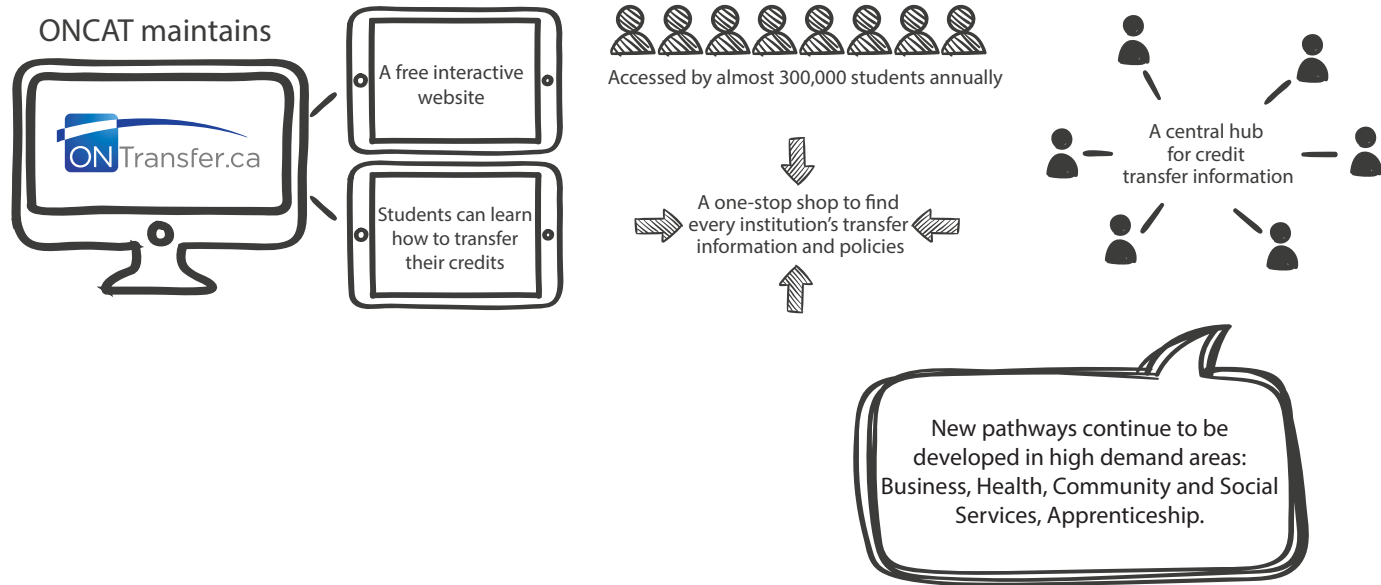 ONCAT maintains
ONTransfer.ca
A free interactive
website
Students can learn
how to transfer
their credits
Accessed by almost 300,000 students annually
A one-stop shop to find
every institution’s transfer
information and policies
A central hub
for credit
transfer information
New pathways continue to be
developed in high demand areas:
Business, Health, Community and Social
Services, Apprenticeship.